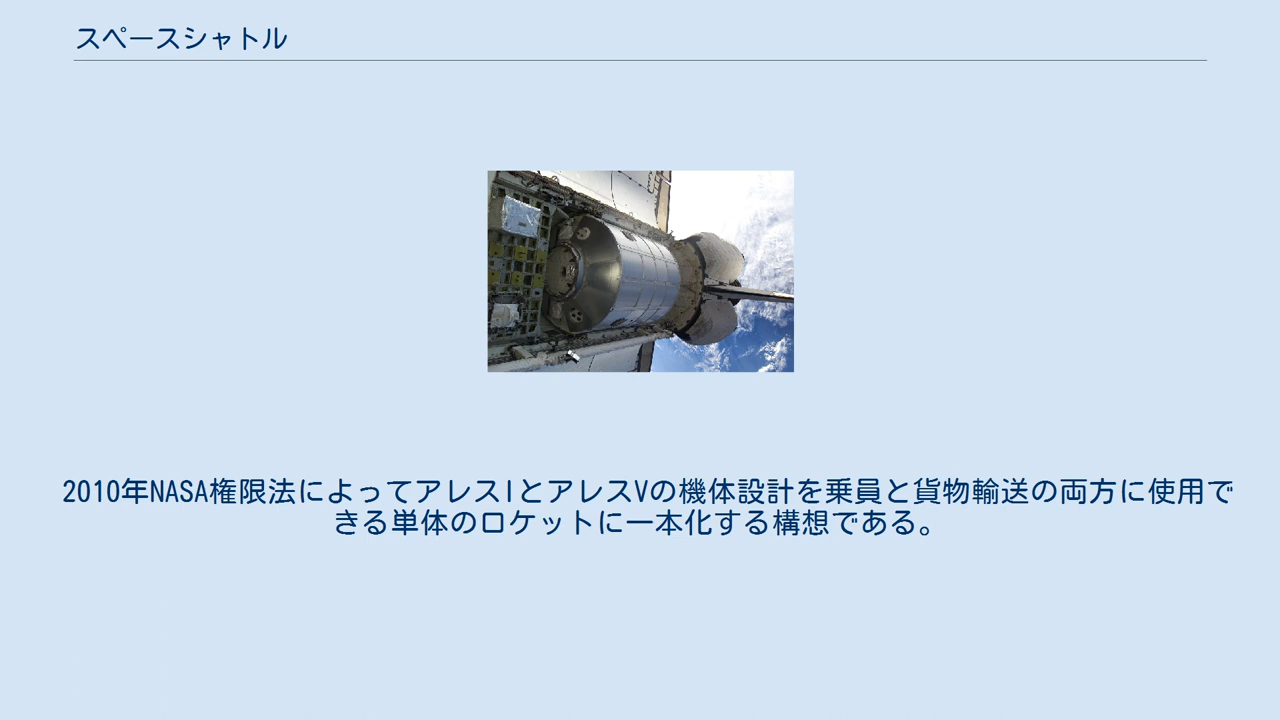 スペースシャトル
2010年NASA権限法によってアレスIとアレスVの機体設計を乗員と貨物輸送の両方に使用で
きる単体のロケットに一本化する構想である。